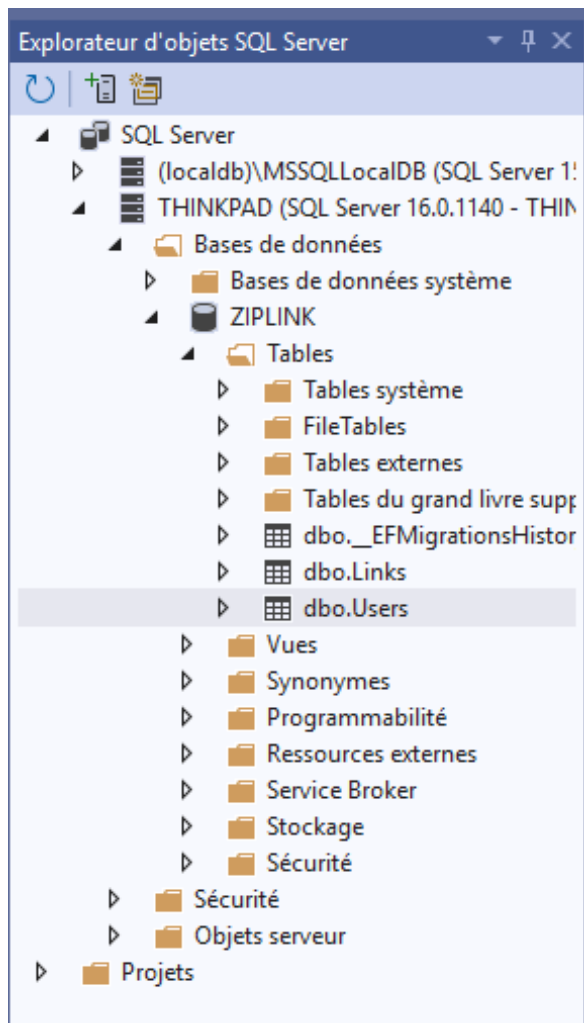 Explorateur d'objets SQL Server
SQL Server
(localdb)\MSSQLLocalDB (SQL Server 1
THINKPAD (SQL Server 16.0.1140 - THIN
Bases de données
Bases de données système
ZIPLINK
Tables
Tables système
FileTables
Tables externes
Tables du grand livre supp
dbo.__EFMigrationsHistor
dbo.Links
dbo.Users
Vues
Synonymes
Programmabilité
Ressources externes
Service Broker
Stockage
Sécurité
Sécurité
Objets serveur
Projets